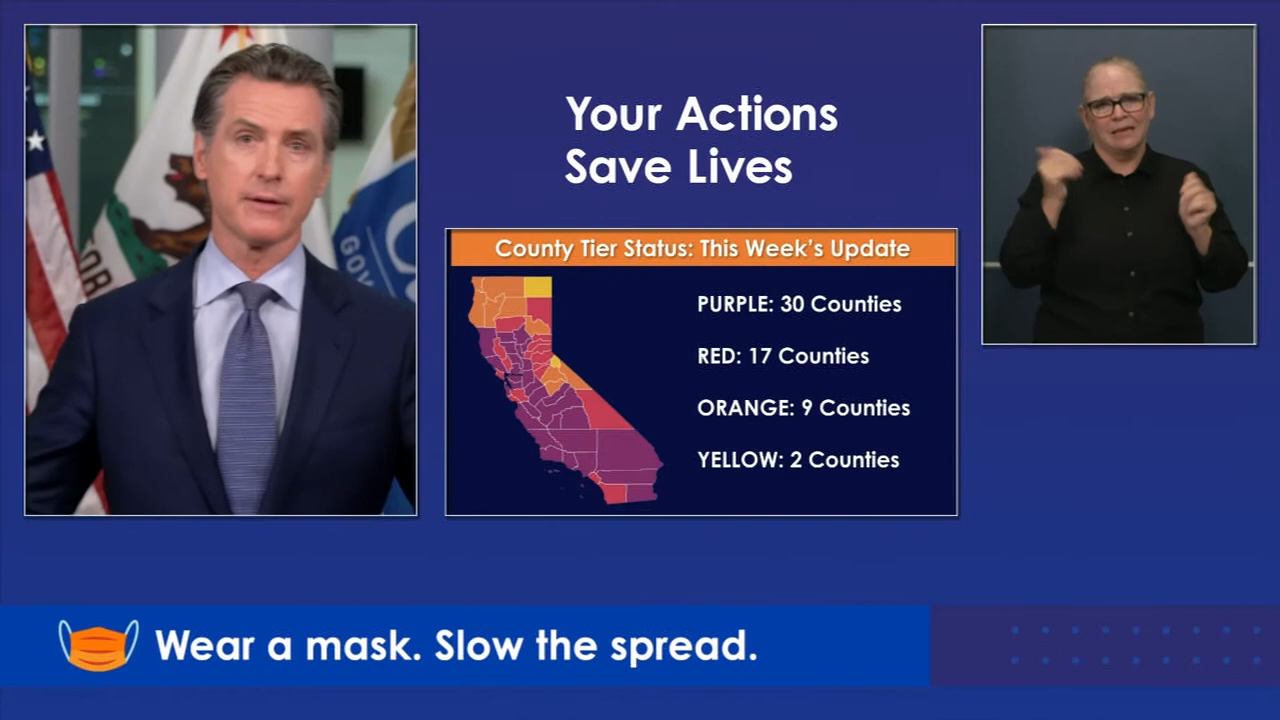 Your Actions
Save Lives
County Tier Status: This Week's Update
PURPLE: 30 Counties
RED: 17 Counties
ORANGE: 9 Counties
YELLOW: 2 Counties
Wear a mask. Slow the spread.